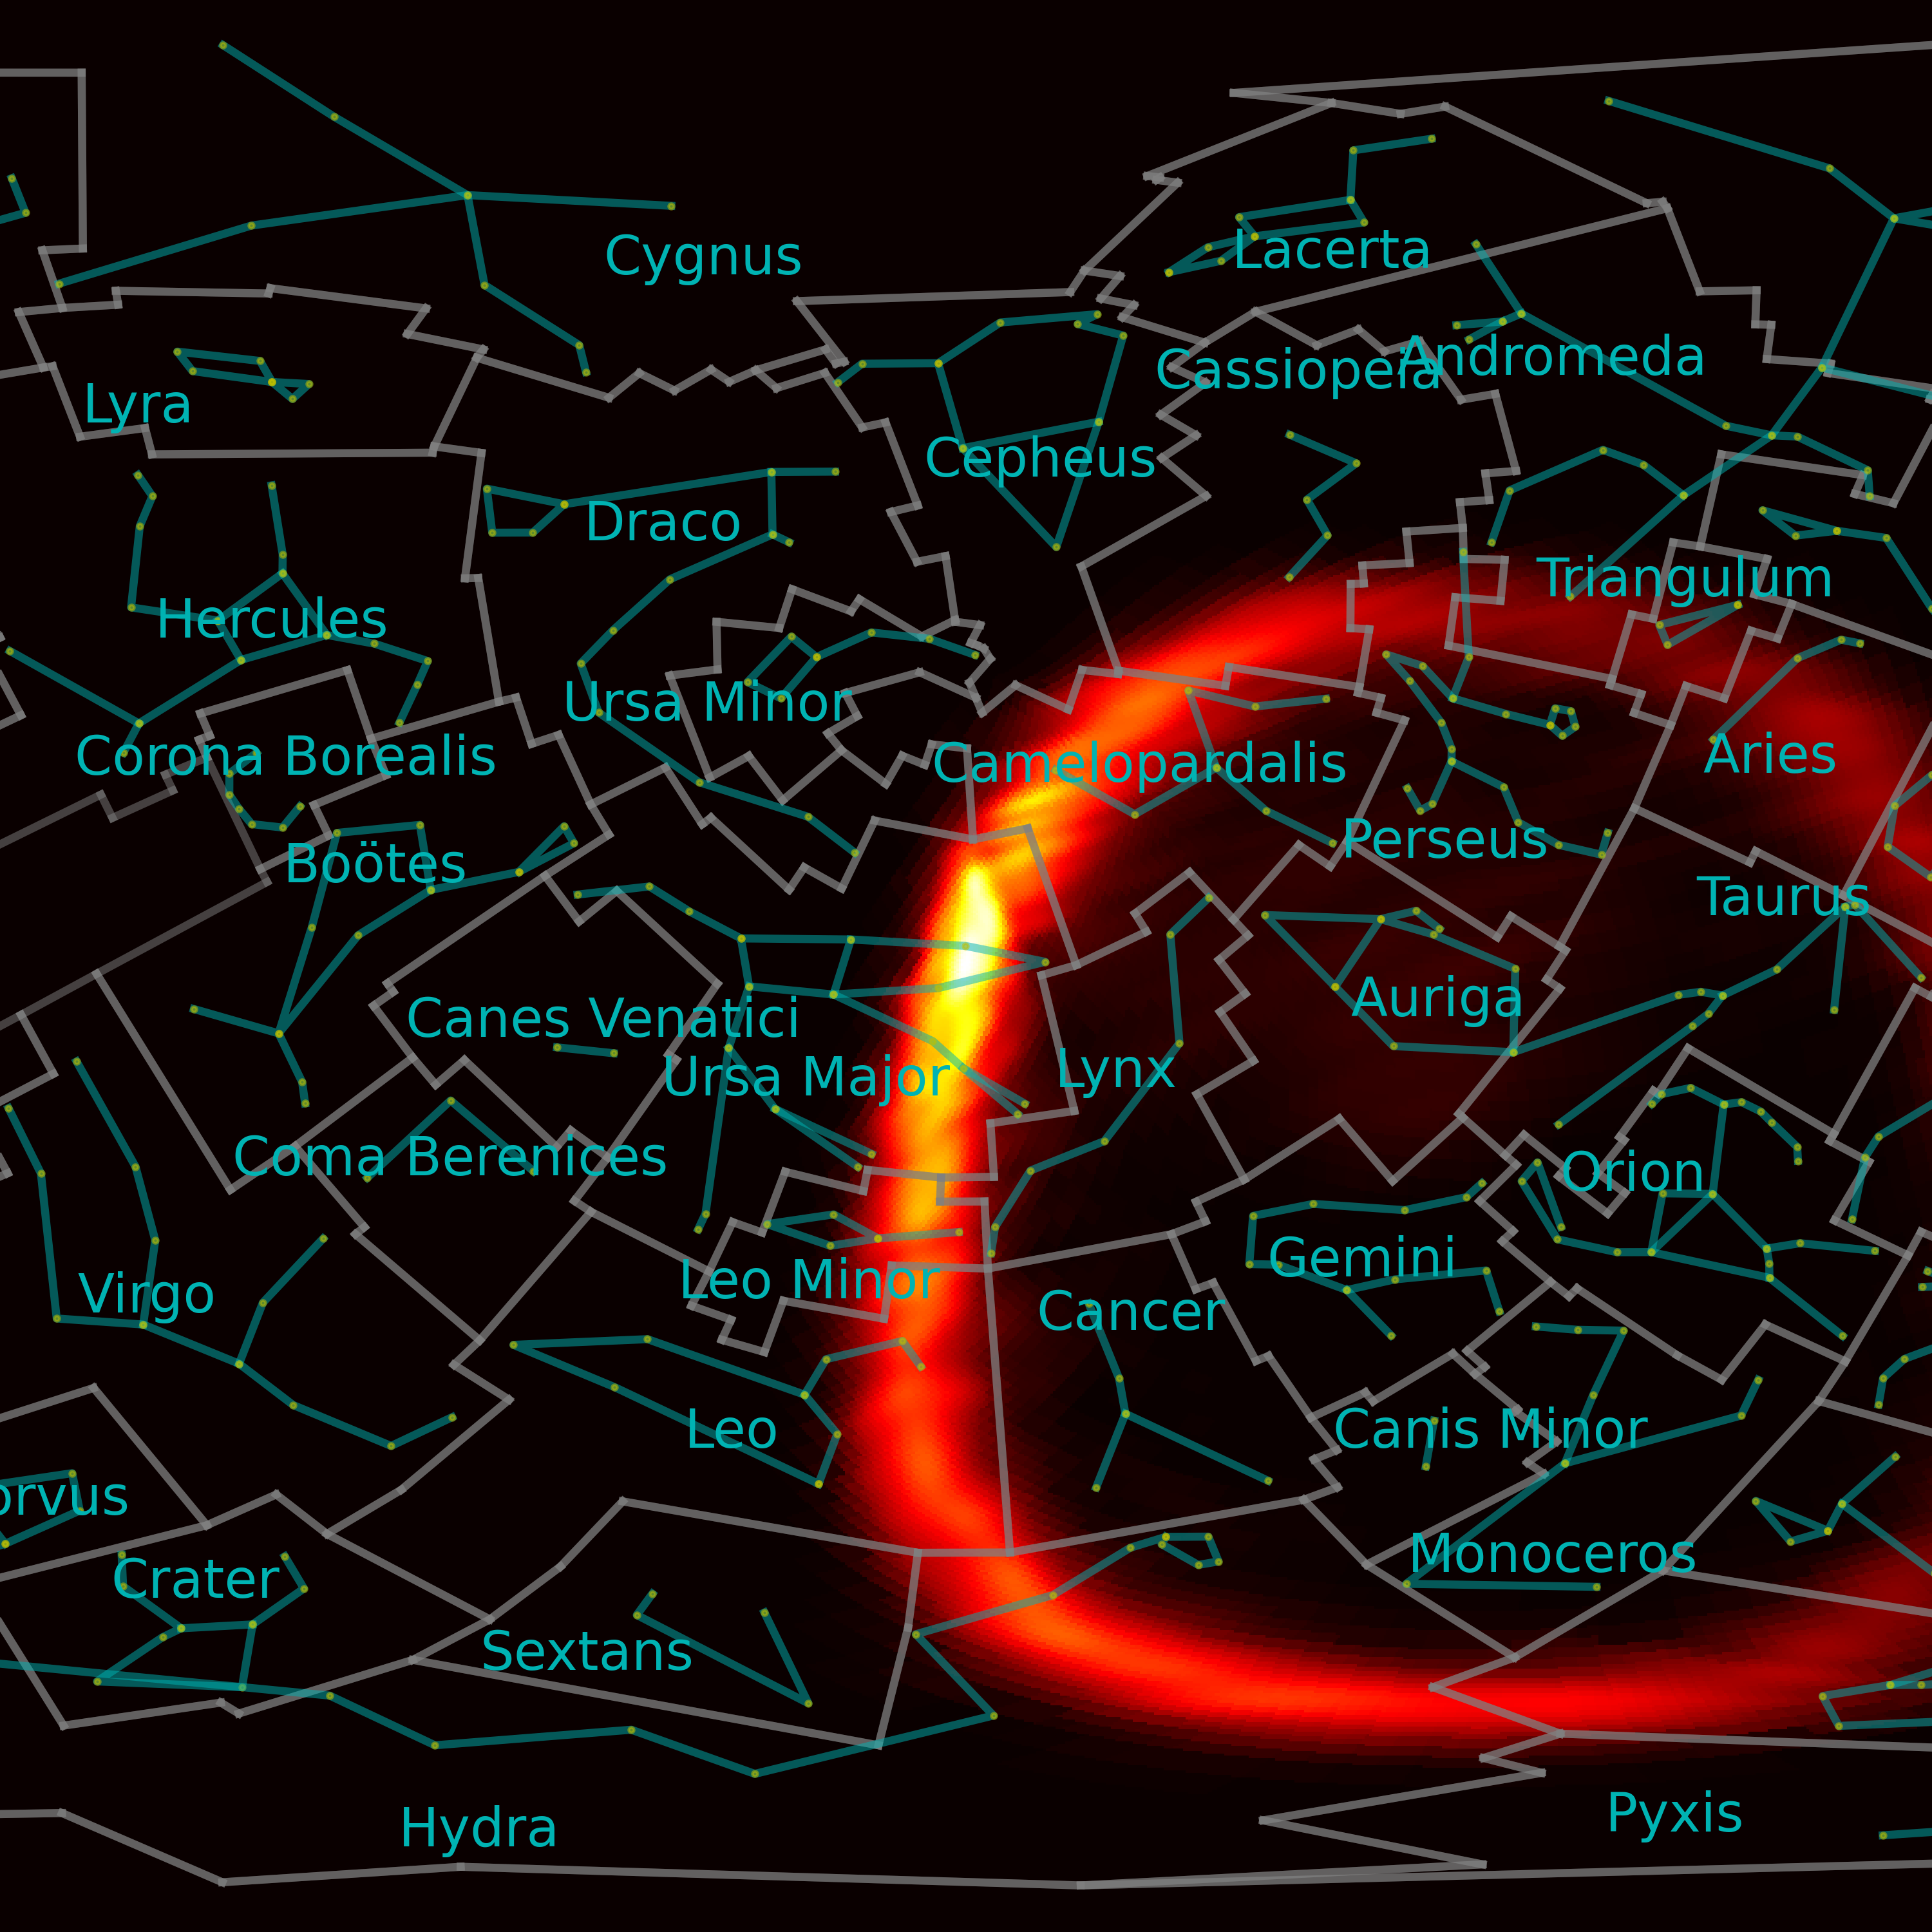 Cygnus
Lacerta
Andromeda
Cassiopeia
Lyra
Cepheus
Draco
Triangulum
Hercules
Ursa Minor
Corona Borealis
Camelopardalis
Aries
Perseus
Boötes
Taurus
Auriga
Canes Venatici
Lynx
Ursa Major
Coma Berenices
Orion
Gemini
Leo Minor
Virgo
Cancer
Leo
Canis Minor
orvus
Monoceros
Crater
Sextans
Pyxis
Hydra